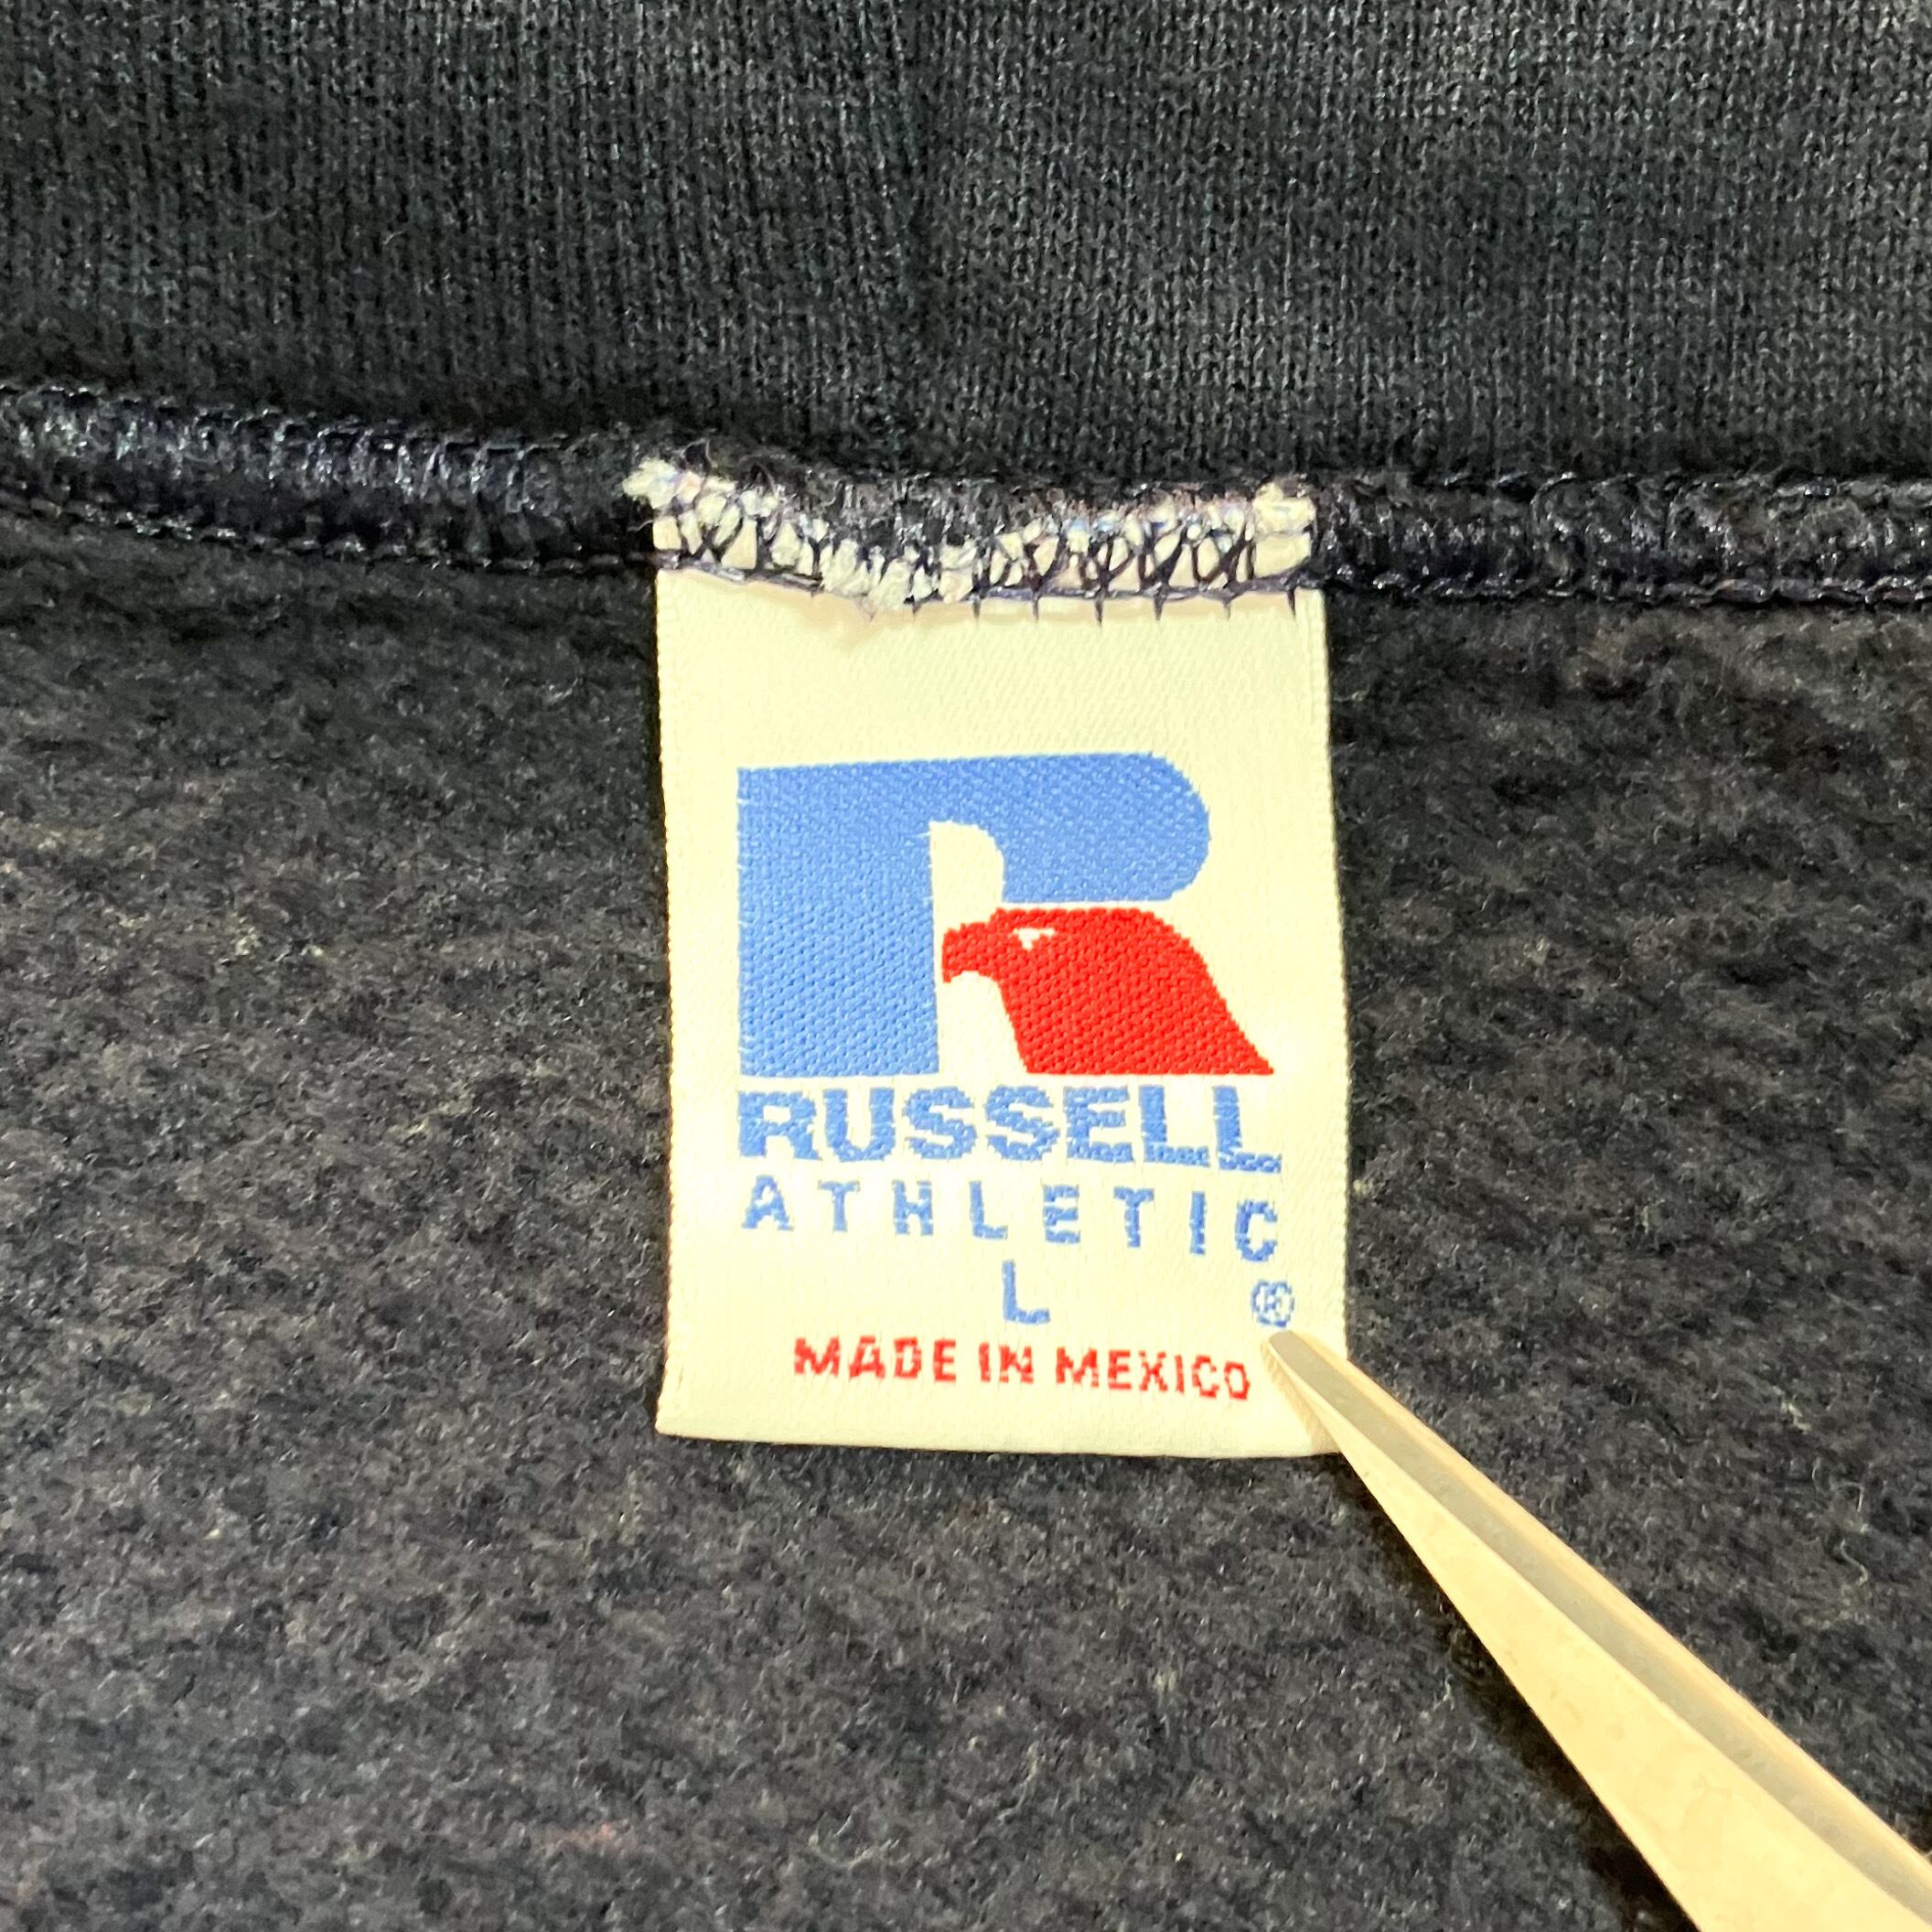 R
RUSSELL
ATHLETIC
L ®
MADE IN MEXICO